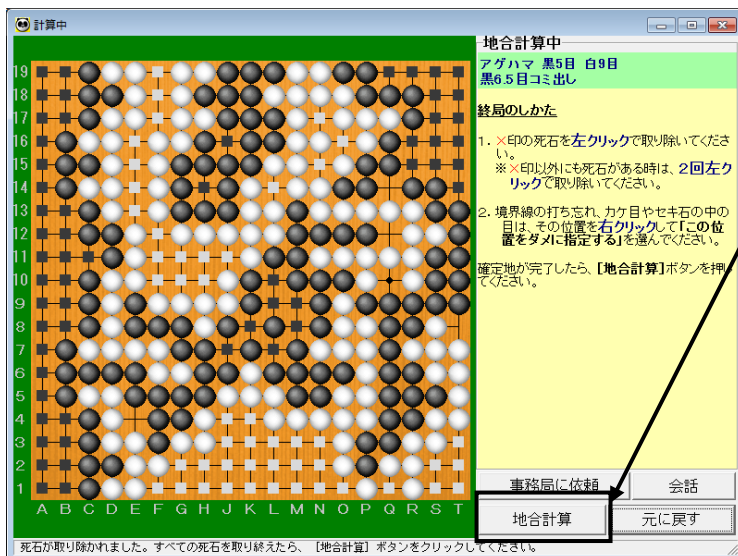 計算中
地合計算中
アゲハマ 黒5目 白9目
黒6.5目コミ出し
終局のしかた
1. ×印の死石を左クリックで取り除いてくださ
い。
※×印以外にも死石がある時は、2回左ク
リックで取り除いてください。
2. 境界線の打ち忘れ、カケ目やセキ石の中の
目は、その位置を右クリックして「この位
置をダメに指定する」を選んでください。
確定地が完了したら、[地合計算]ボタンを押し
てください。
19
18
17
16
15
14
13
12
11
10
9
8
7
6
5
4
3
2
1
A B C D E F G H J K L M N O P Q R S T
事務局に依頼 会話
地合計算 元に戻す
死石が取り除かれました。すべての死石を取り終えたら、 [地合計算] ボタンをクリックしてください。